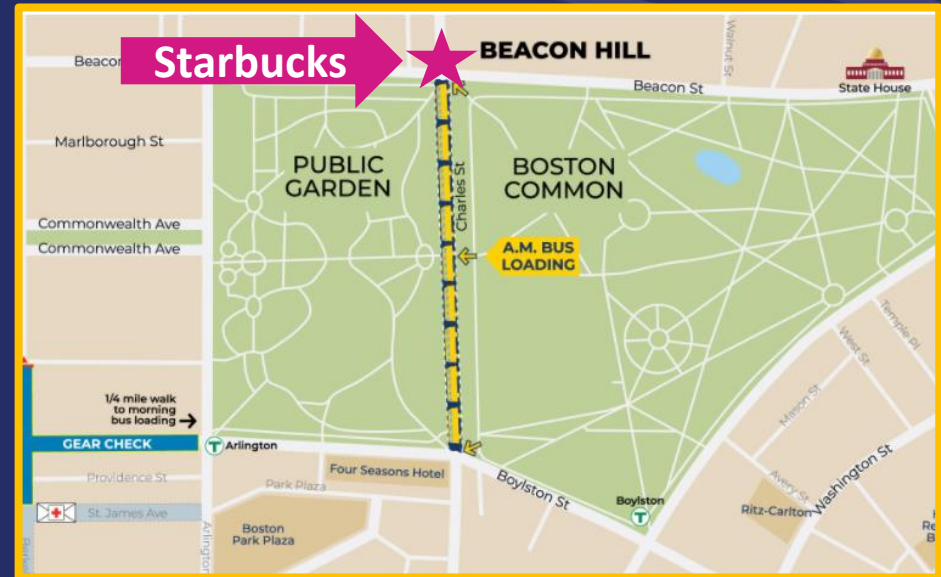 Starbucks
BEACON HILL
Walnut St
Beacon
Beacon St
State House
Marlborough St
PUBLIC
GARDEN
BOSTON
COMMON
Charles St
Commonwealth Ave
Commonwealth Ave
A.M. BUS
LOADING
Temple Pl
West St
Mason St
1/4 mile walk
to morning
bus loading
GEAR CHECK
T Arlington
Four Seasons Hotel
Boylston St
Washington St
Providence St
Park Plaza
Avery St
Boylston
T
Ritz-Carlton
St. James Ave
Arlington
Boston
Park Plaza